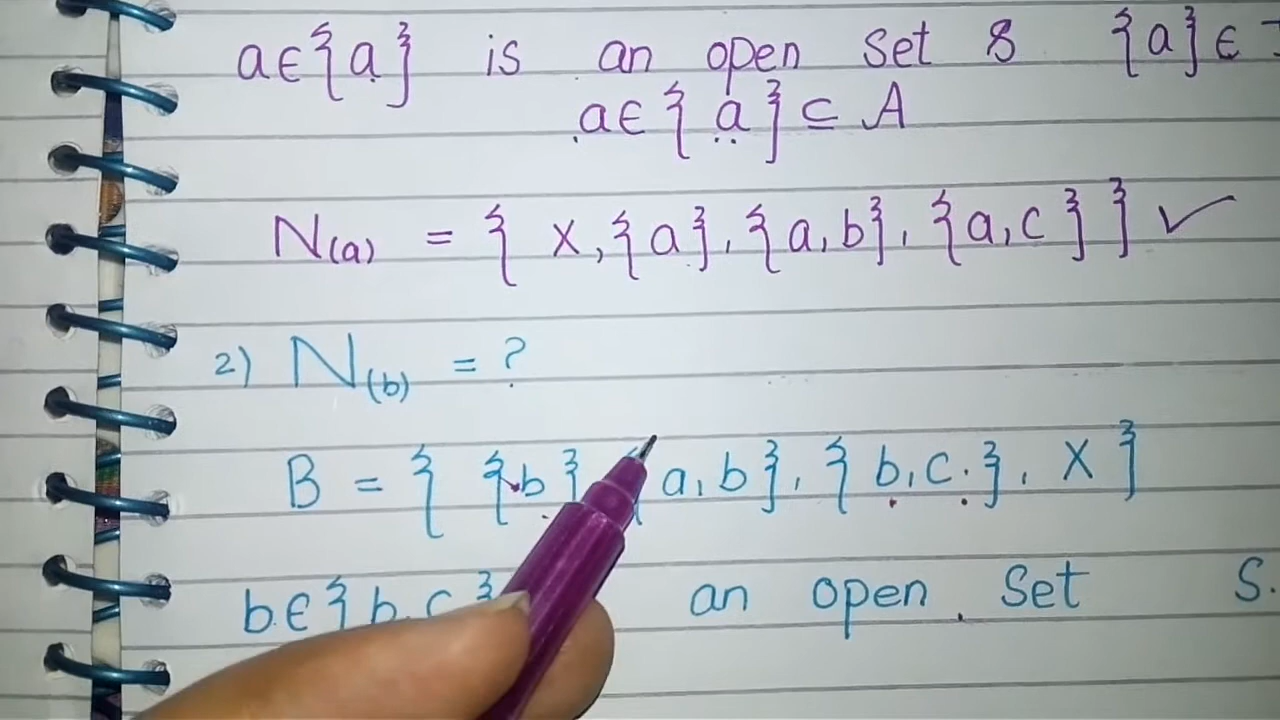 a∈{a} is an open set & {a}∈
a∈{a}⊆A
N(a) = { X, {a}, {a,b}, {a,c} } ✓
2) N(b) = ?
B = { {b} {a,b}, {b,c}, X }
b∈{b,c} an open set S.